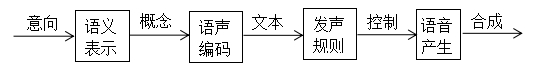 意向
语义
表示
概念
语声
编码
文本
发声
规则
控制
语音
产生
合成